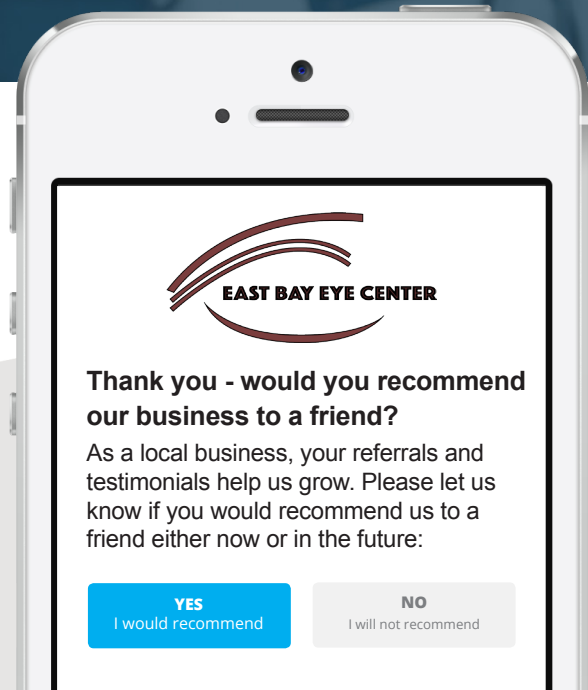 EAST BAY EYE CENTER
Thank you - would you recommend
our business to a friend?
As a local business, your referrals and
testimonials help us grow. Please let us
know if you would recommend us to a
friend either now or in the future:
YES
I would recommend
NO
I will not recommend